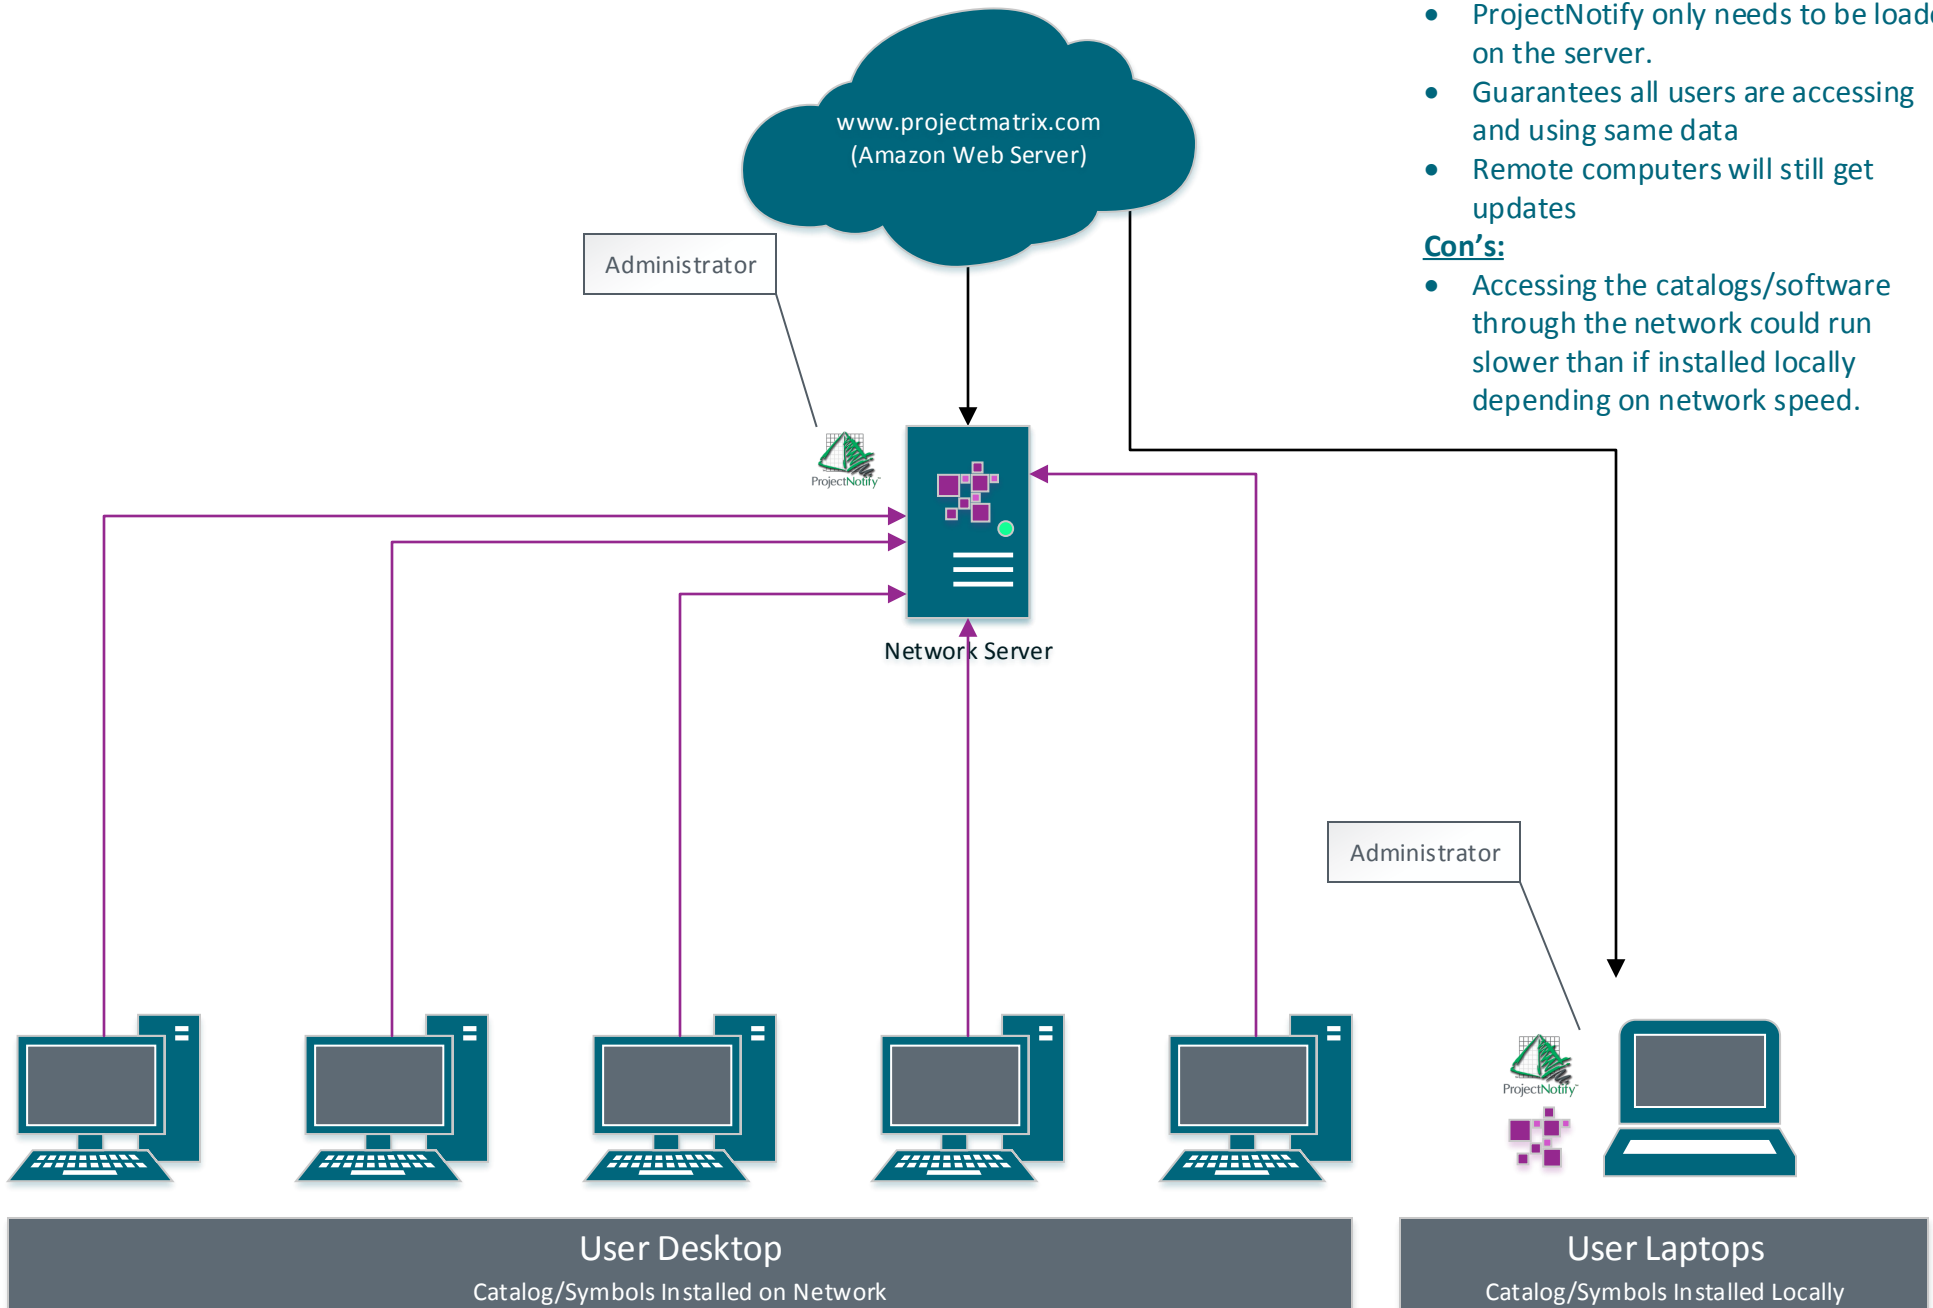 • ProjectNotify only needs to be load
on the server.
• Guarantees all users are accessing
and using same data
• Remote computers will still get
updates
Con's:
• Accessing the catalogs/software
through the network could run
slower than if installed locally
depending on network speed.
www.projectmatrix.com
(Amazon Web Server)
Administrator
ProjectNotify™
Network Server
Administrator
ProjectNotify™
User Desktop
Catalog/Symbols Installed on Network
User Laptops
Catalog/Symbols Installed Locally